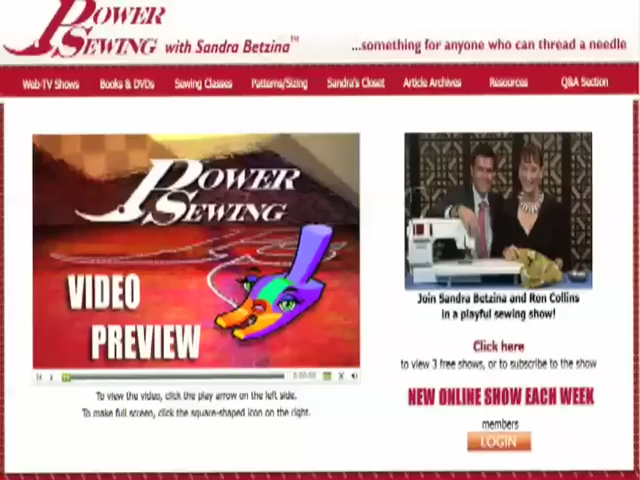 POWER
SEWING with Sandra Betzina™
...something for anyone who can thread a needle
Web-TV Shows Books & DVDs Sewing Classes Patterns/Sizing Sandra's Closet Article Archives Resources Q&A Section
POWER
SEWING
VIDEO
PREVIEW
0:00:00
To view the video, click the play arrow on the left side.
To make full screen, click the square-shaped icon on the right.
Join Sandra Betzina and Ron Collins
in a playful sewing show!
Click here
to view 3 free shows, or to subscribe to the show
NEW ONLINE SHOW EACH WEEK
members
LOGIN